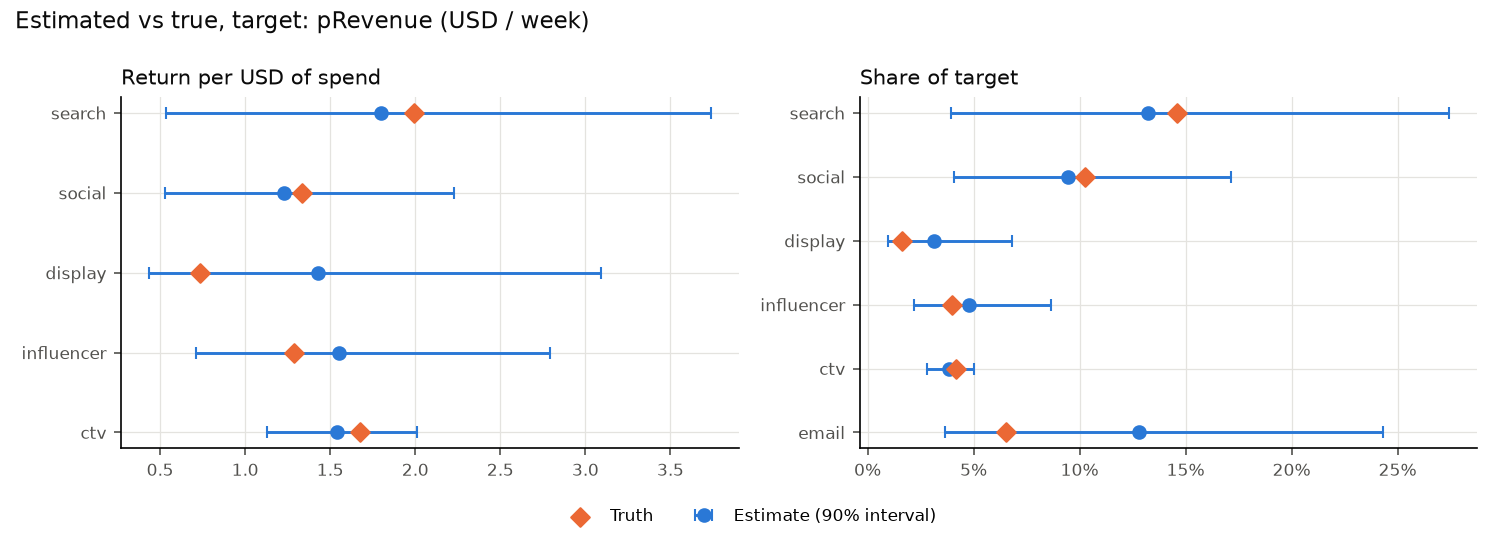 Estimated vs true, target: pRevenue (USD / week)
Return per USD of spend
search
social
display
influencer
ctv
0.5 1.0 1.5 2.0 2.5 3.0 3.5
Share of target
search
social
display
influencer
ctv
email
0% 5% 10% 15% 20% 25%
Truth Estimate (90% interval)